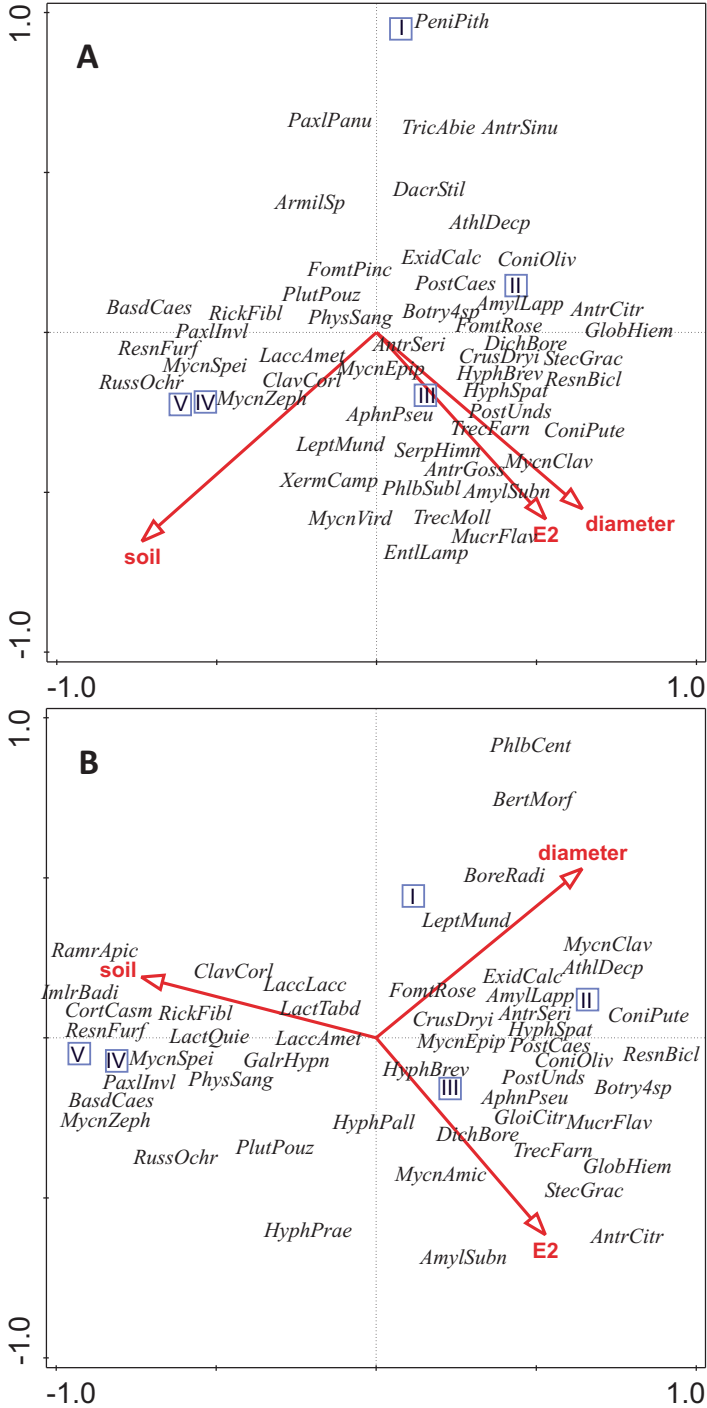 1.0
I PeniPith
A
PaxlPanu TricAbie AntrSinu
DacrStil
ArmilSp
AthlDecp
ExidCalc ConiOliv
FomtPinc
PostCaes II
PlutPouz
AmylLapp
BasdCaes RickFibl PhysSang Botry4sp AntrCitr
PaxlInvl FomtRose GlobHiem
ResnFurf LaccAmet AntrSeri DichBore
MycnSpei MycnEpip CrusDryi StecGrac
RussOchr ClavCorl HyphBrev ResnBicl
V IV MycnZeph III HyphSpat
AphnPseu PostUnds
TrecFarn ConiPute
LeptMund SerpHimn
AntrGoss MycnClav
XermCamp PhlbSubl AmylSubn
MycnVird TrecMoll diameter
MucrFlav E2
soil EntlLamp
-1.0
-1.0 1.0
1.0
PhlbCent
B
BertMorf
diameter
BoreRadi
I
LeptMund
MycnClav
RamrApic
soil ClavCorl ExidCalc AthlDecp
ImlrBadi LaccLacc FomtRose AmylLapp II
CortCasm RickFibl LactTabd CrusDryi AntrSeri ConiPute
ResnFurf LactQuie LaccAmet MycnEpip HyphSpat
V IV MycnSpei GalrHypn PostCaes ResnBicl
PaxlInvl PhysSang HyphBrev ConiOliv
BasdCaes III PostUnds Botry4sp
AphnPseu
MycnZeph HyphPall GloiCitr MucrFlav
DichBore
RussOchr PlutPouz TrecFarn
MycnAmic GlobHiem
StecGrac
HyphPrae AntrCitr
E2
AmylSubn
-1.0
-1.0 1.0